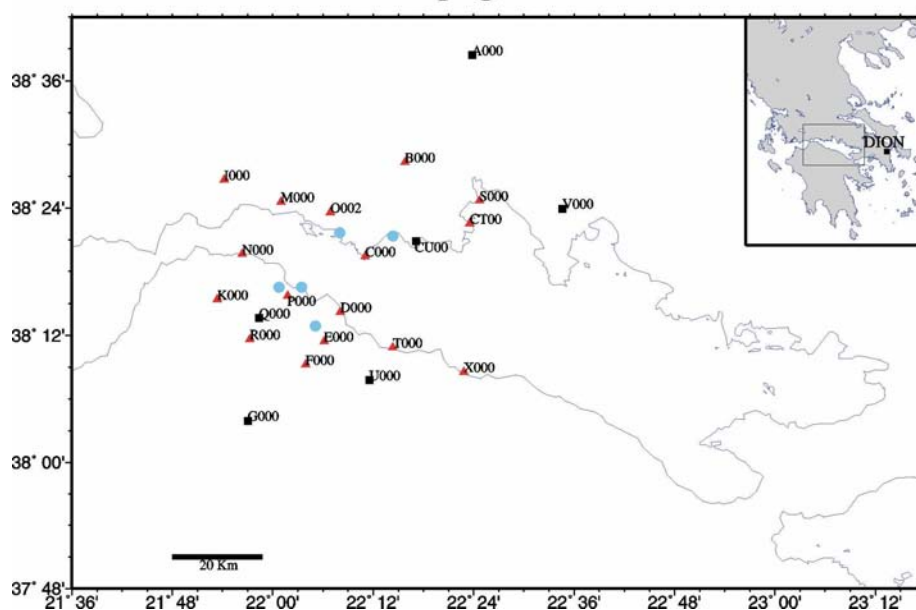 A000
38° 36'
DION
B000
I000
M000
O002
S000
38° 24'
V000
CT00
N000
C000
CU00
K000
P000
Q000
D000
38° 12'
R000
E000
T000
F000
U000
X000
G000
38° 00'
20 Km
37° 48'
21° 36' 21° 48' 22° 00' 22° 12' 22° 24' 22° 36' 22° 48' 23° 00' 23° 12'